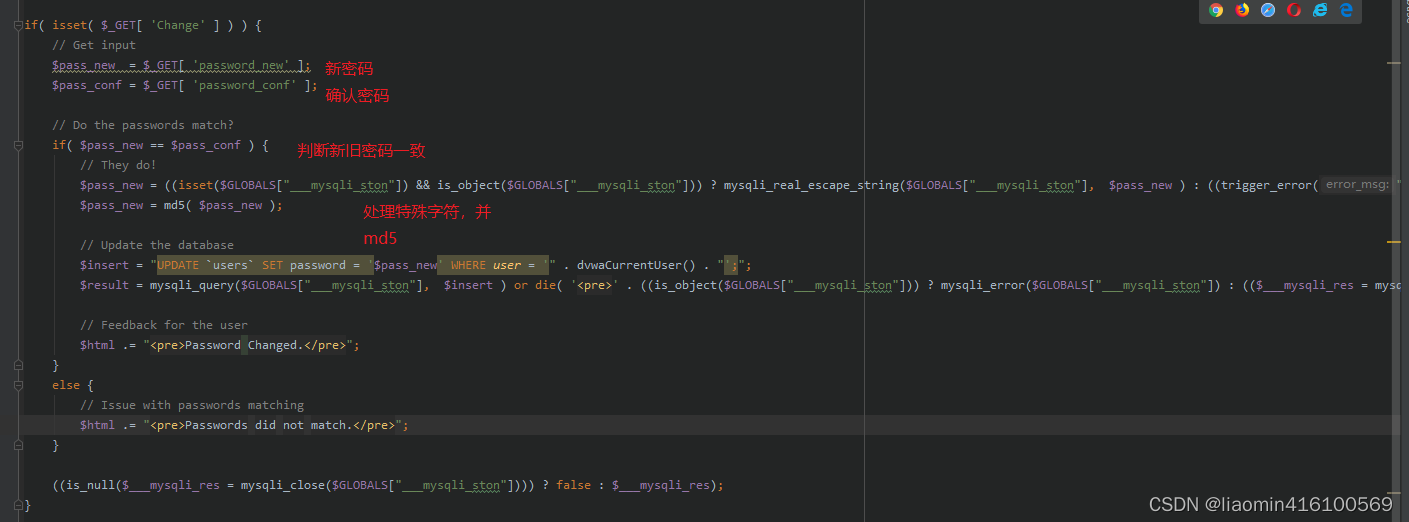 if( isset( $_GET[ 'Change' ] ) ) {
// Get input
$pass_new  = $_GET[ 'password_new' ]; 新密码
$pass_conf = $_GET[ 'password_conf' ]; 确认密码
// Do the passwords match?
if( $pass_new == $pass_conf ) { 判断新旧密码一致
// They do!
$pass_new = ((isset($GLOBALS["___mysqli_ston"]) && is_object($GLOBALS["___mysqli_ston"])) ? mysqli_real_escape_string($GLOBALS["___mysqli_ston"],  $pass_new ) : ((trigger_error( error_msg: "
$pass_new = md5( $pass_new ); 处理特殊字符，并
md5
// Update the database
$insert = "UPDATE `users` SET password = '$pass_new' WHERE user = '" . dvwaCurrentUser() . "';";
$result = mysqli_query($GLOBALS["___mysqli_ston"],  $insert ) or die( '<pre>' . ((is_object($GLOBALS["___mysqli_ston"])) ? mysqli_error($GLOBALS["___mysqli_ston"]) : (($___mysqli_res = mysq
// Feedback for the user
$html .= "<pre>Password Changed.</pre>";
}
else {
// Issue with passwords matching
$html .= "<pre>Passwords did not match.</pre>";
}
((is_null($___mysqli_res = mysqli_close($GLOBALS["___mysqli_ston"]))) ? false : $___mysqli_res);
}
CSDN @liaomin416100569